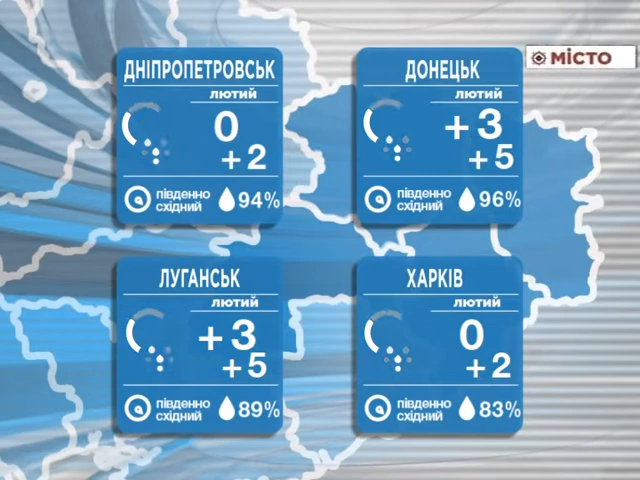 МІСТО
ДНІПРОПЕТРОВСЬК
ЛЮТИЙ
0
+2
південно
східний
94%
ДОНЕЦЬК
ЛЮТИЙ
+3
+5
південно
східний
96%
ЛУГАНСЬК
ЛЮТИЙ
+3
+5
південно
східний
89%
ХАРКІВ
ЛЮТИЙ
0
+2
південно
східний
83%